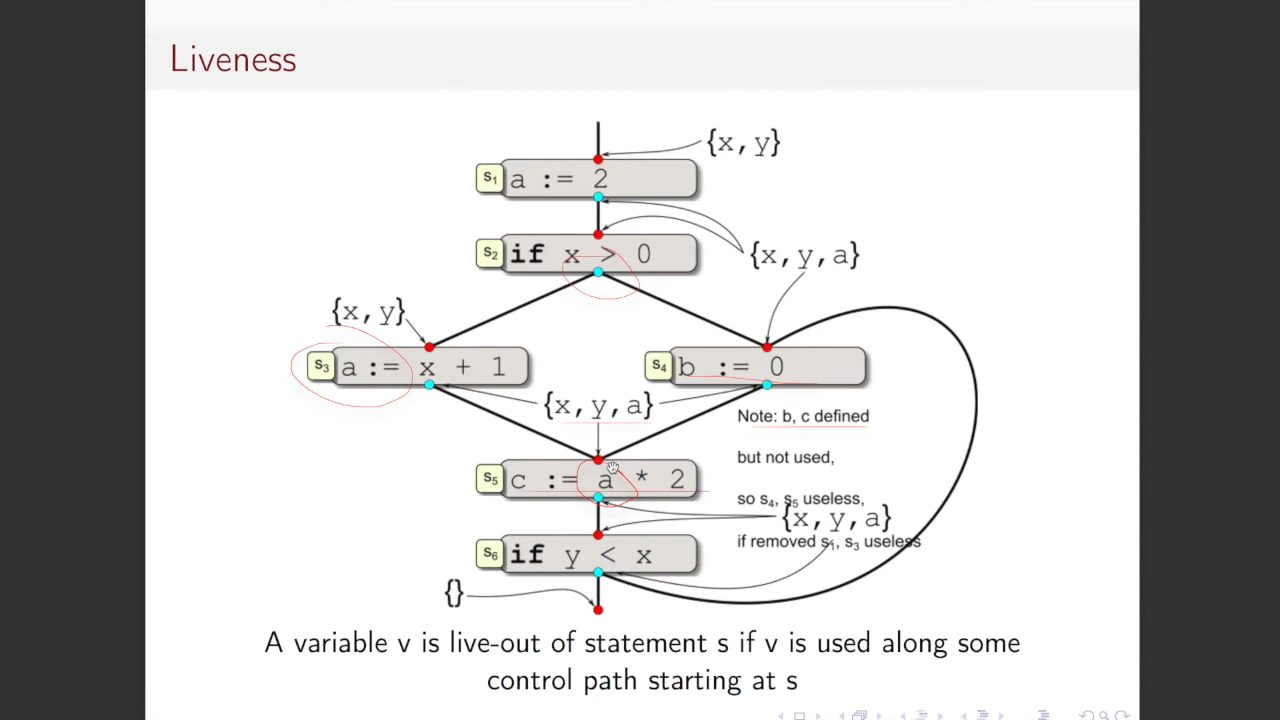 Liveness
{x,y}
s1 a := 2
s2 if x > 0
{x,y,a}
{x,y}
s3 a := x + 1
s4 b := 0
{x,y,a}
Note: b, c defined
but not used,
s5 c := a * 2
so s4, s5 useless,
{x,y,a}
if removed s1, s3 useless
s6 if y < x
{}
A variable v is live-out of statement s if v is used along some
control path starting at s